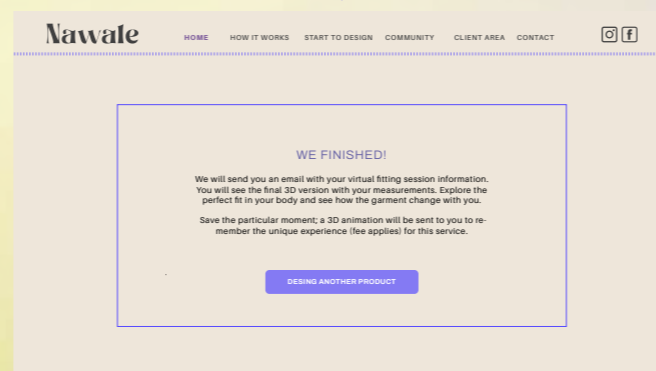 Nawale
HOME HOW IT WORKS START TO DESIGN COMMUNITY CLIENT AREA CONTACT
WE FINISHED!
We will send you an email with your virtual fitting session information.
You will see the final 3D version with your measurements. Explore the
perfect fit in your body and see how the garment change with you.
Save the particular moment; a 3D animation will be sent to you to re-
member the unique experience (fee applies) for this service.
DESING ANOTHER PRODUCT